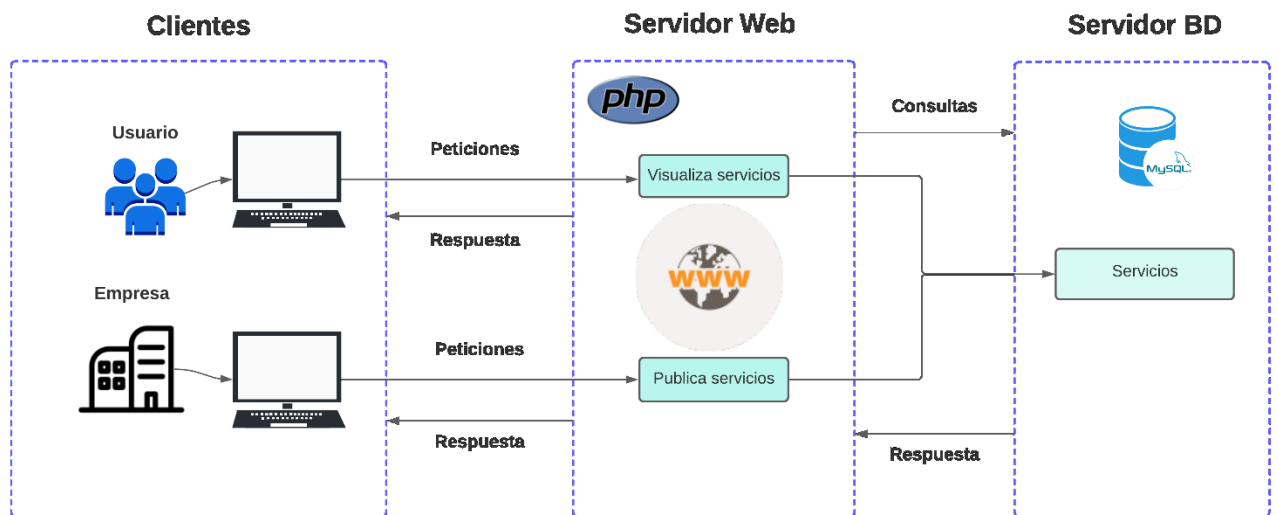 Clientes
Servidor Web
Servidor BD
php
Usuario
Peticiones
Visualiza servicios
Respuesta
Consultas
MySQL
www
Servicios
Empresa
Peticiones
Publica servicios
Respuesta
Respuesta